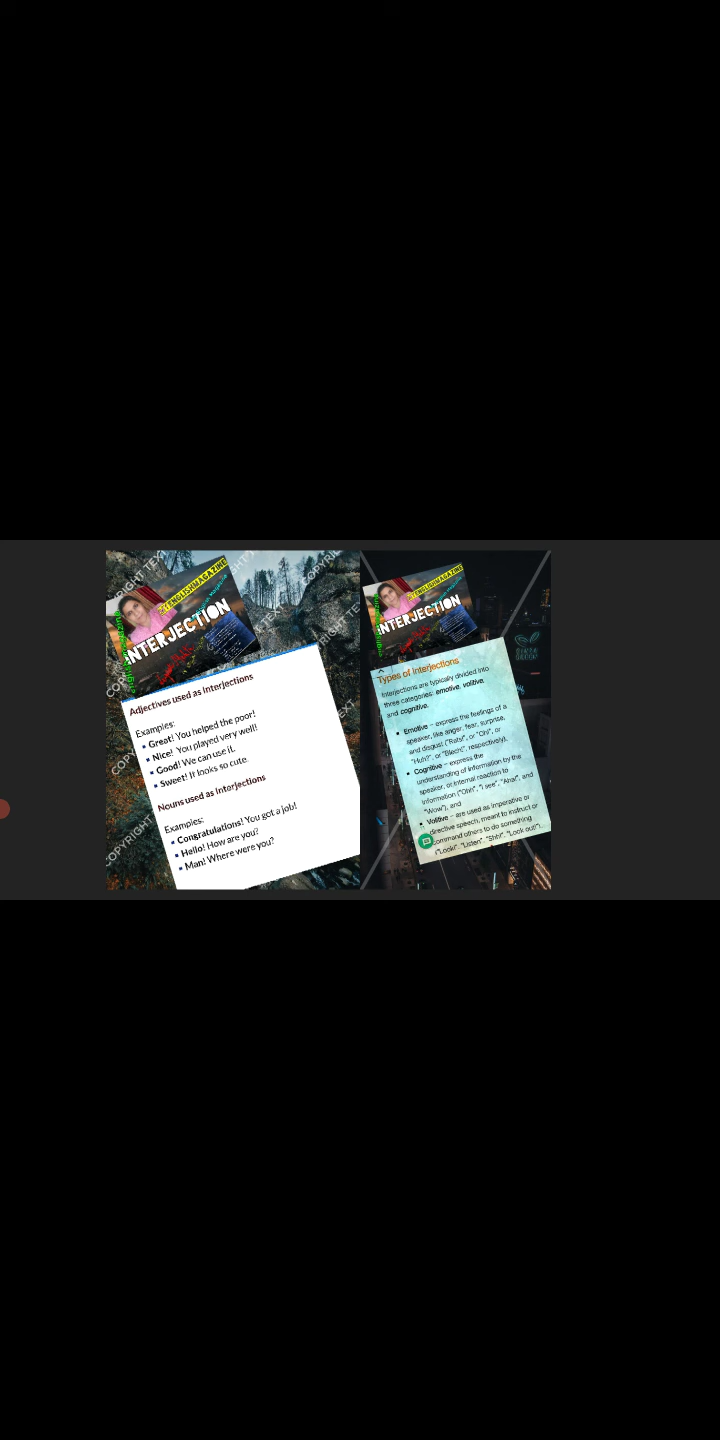 COPYRIGHT TEXT
#1ENGLISHMAGAZINE
INTERJECTION
Adjectives used as Interjections
Examples:
▪ Great! You helped the poor!
▪ Nice! You played very well!
▪ Good! We can use it.
▪ Sweet! It looks so cute.
Nouns used as Interjections
Exampies:
▪ Congratulations! You got a job!
▪ Hello! How are you?
▪ Man! Where were you?
INTERJECTION
Types of Interjections
Interjections are typically divided into
three categories: emotive, volitive,
and cognitive.
• Emotive – express the feelings of a
speaker, like anger, fear, surprise,
and disgust ("Rats!", or "Oh!", or
"Huh?", or "Blech!", respectively),
• Cognitive – express the
understanding of information by the
speaker, or internal reaction to
information ("Ohh", "I see", "Aha!", and
"Wow"), and
• Volitive – are used as imperative or
directive speech, meant to instruct or
command others to do something
("Look!", "Listen", "Shh!", "Look out!").